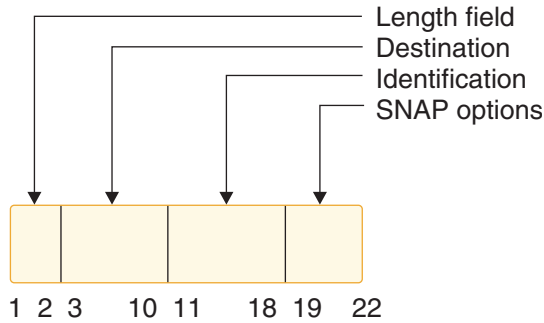 Length field
Destination
Identification
SNAP options
1 2 3 10 11 18 19 22